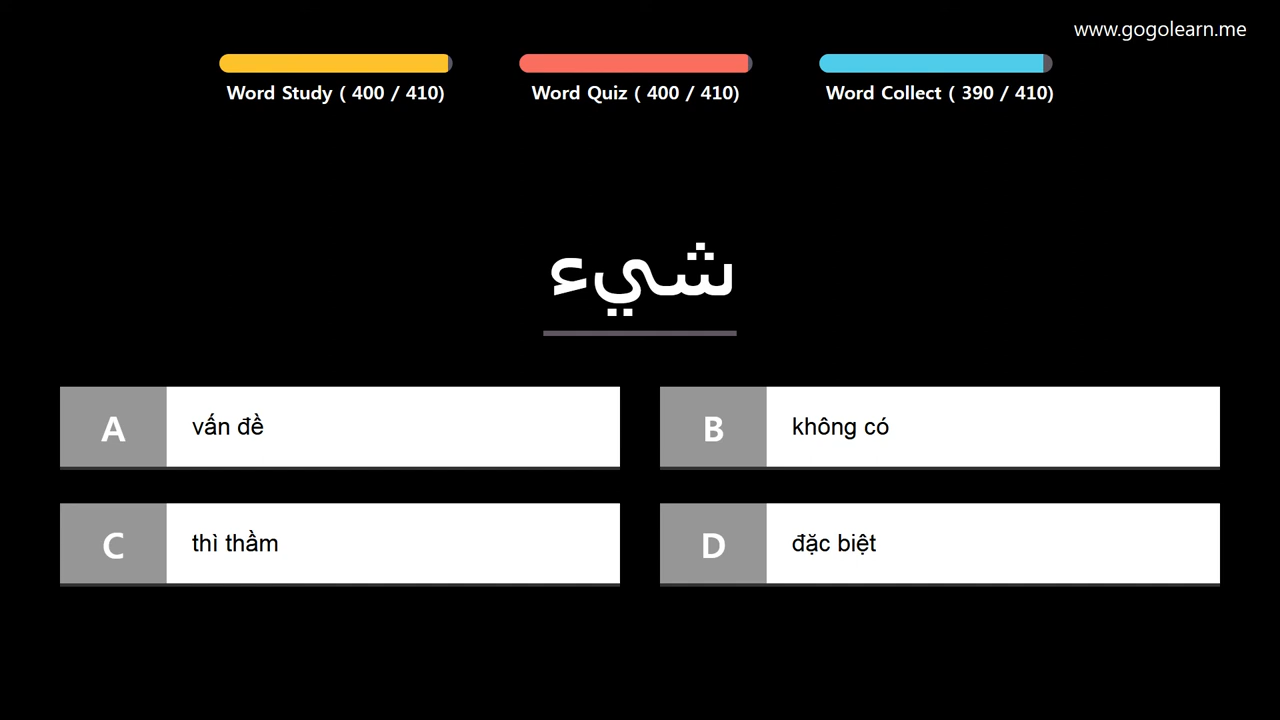 www.gogolearn.me
Word Study ( 400 / 410)
Word Quiz ( 400 / 410)
Word Collect ( 390 / 410)
شيء
A
vấn đề
B
không có
C
thì thầm
D
đặc biệt